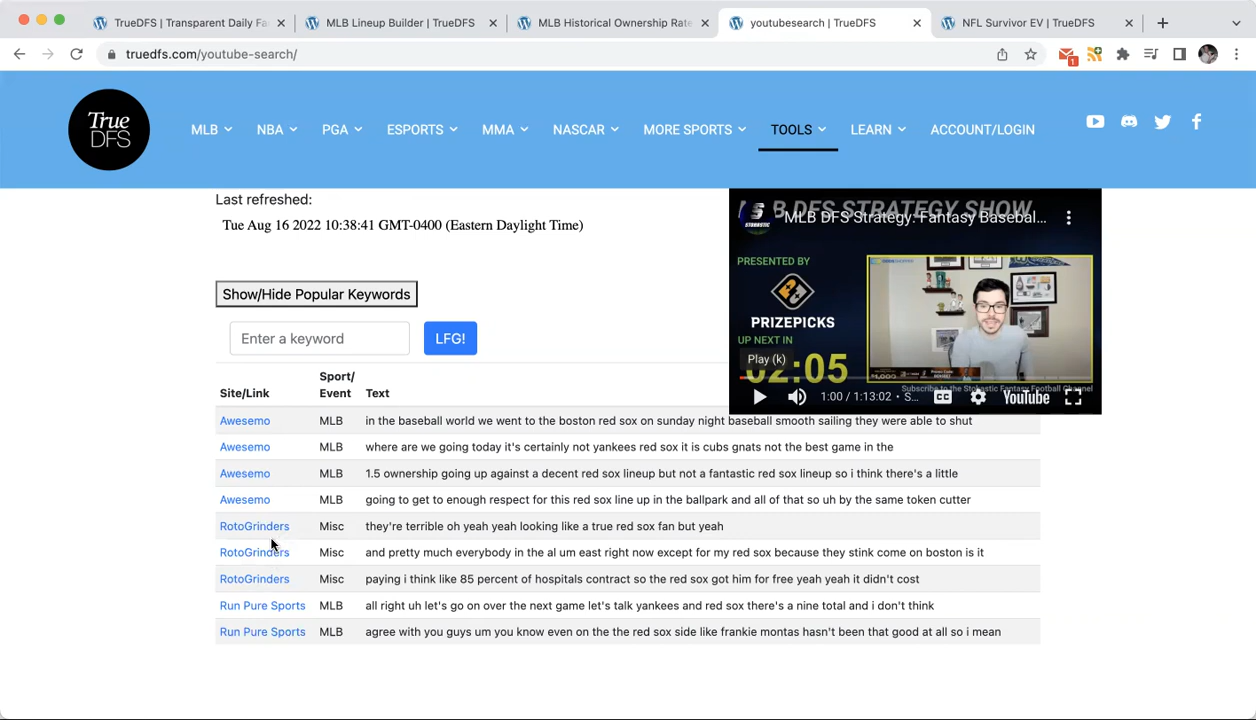 TrueDFS | Transparent Daily Fa
MLB Lineup Builder | TrueDFS
MLB Historical Ownership Rate
youtubesearch | TrueDFS
NFL Survivor EV | TrueDFS
truedfs.com/youtube-search/
1
True
DFS
MLB
NBA
PGA
ESPORTS
MMA
NASCAR
MORE SPORTS
TOOLS
LEARN
ACCOUNT/LOGIN
Last refreshed:
Tue Aug 16 2022 10:38:41 GMT-0400 (Eastern Daylight Time)
Show/Hide Popular Keywords
Enter a keyword
LFG!
MLB DFS STRATEGY SHOW
MLB DFS Strategy: Fantasy Basebal...
PRESENTED BY
PRIZEPICKS
UP NEXT IN
02:05
Play (k)
Subscribe to the Stokastic Fantasy Football Channel
1:00 / 1:13:02 • S...
CC
YouTube
Site/Link Sport/Event Text
Awesemo MLB in the baseball world we went to the boston red sox on sunday night baseball smooth sailing they were able to shut
Awesemo MLB where are we going today it's certainly not yankees red sox it is cubs gnats not the best game in the
Awesemo MLB 1.5 ownership going up against a decent red sox lineup but not a fantastic red sox lineup so i think there's a little
Awesemo MLB going to get to enough respect for this red sox line up in the ballpark and all of that so uh by the same token cutter
RotoGrinders Misc they're terrible oh yeah yeah looking like a true red sox fan but yeah
RotoGrinders Misc and pretty much everybody in the al um east right now except for my red sox because they stink come on boston is it
RotoGrinders Misc paying i think like 85 percent of hospitals contract so the red sox got him for free yeah yeah it didn't cost
Run Pure Sports MLB all right uh let's go on over the next game let's talk yankees and red sox there's a nine total and i don't think
Run Pure Sports MLB agree with you guys um you know even on the the red sox side like frankie montas hasn't been that good at all so i mean